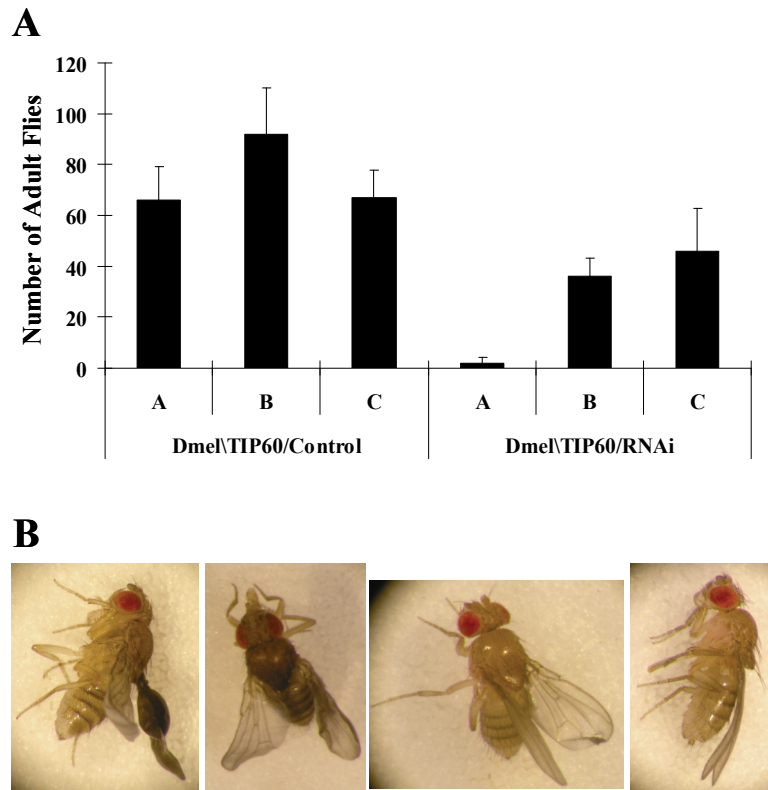 A
120
100
80
60
40
20
0
Number of Adult Flies
A B C A B C
Dmel\TIP60/Control Dmel\TIP60/RNAi
B